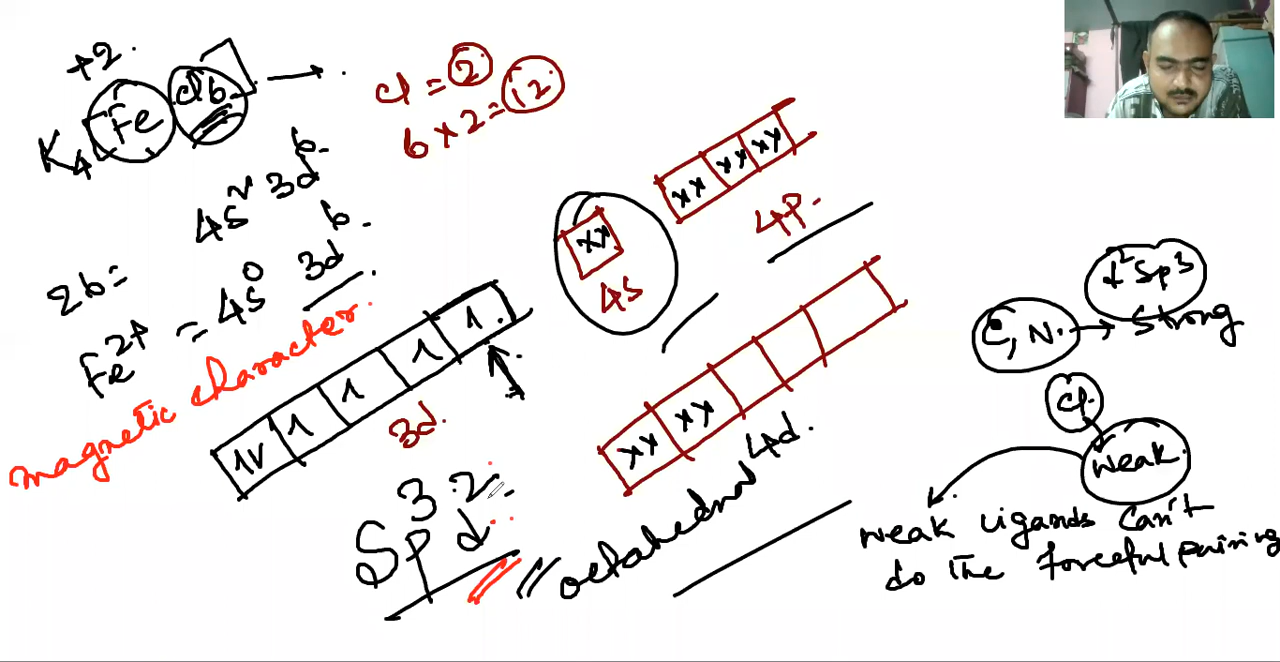 +2.
K4[Fe Cl6] →.
Cl = 2
6 × 2 = 12
4s² 3d⁶.
26=
Fe²⁺ = 4s⁰ 3d⁶.
magnetic character.
1V 1 1 1 1.
3d.
xx
4s
xx xx xx
4P.
xx xx
4d.
Sp³d²
// octahedral
d²Sp³
C, N. → Strong
Cl.
weak.
weak ligands can't
do the forceful pairing